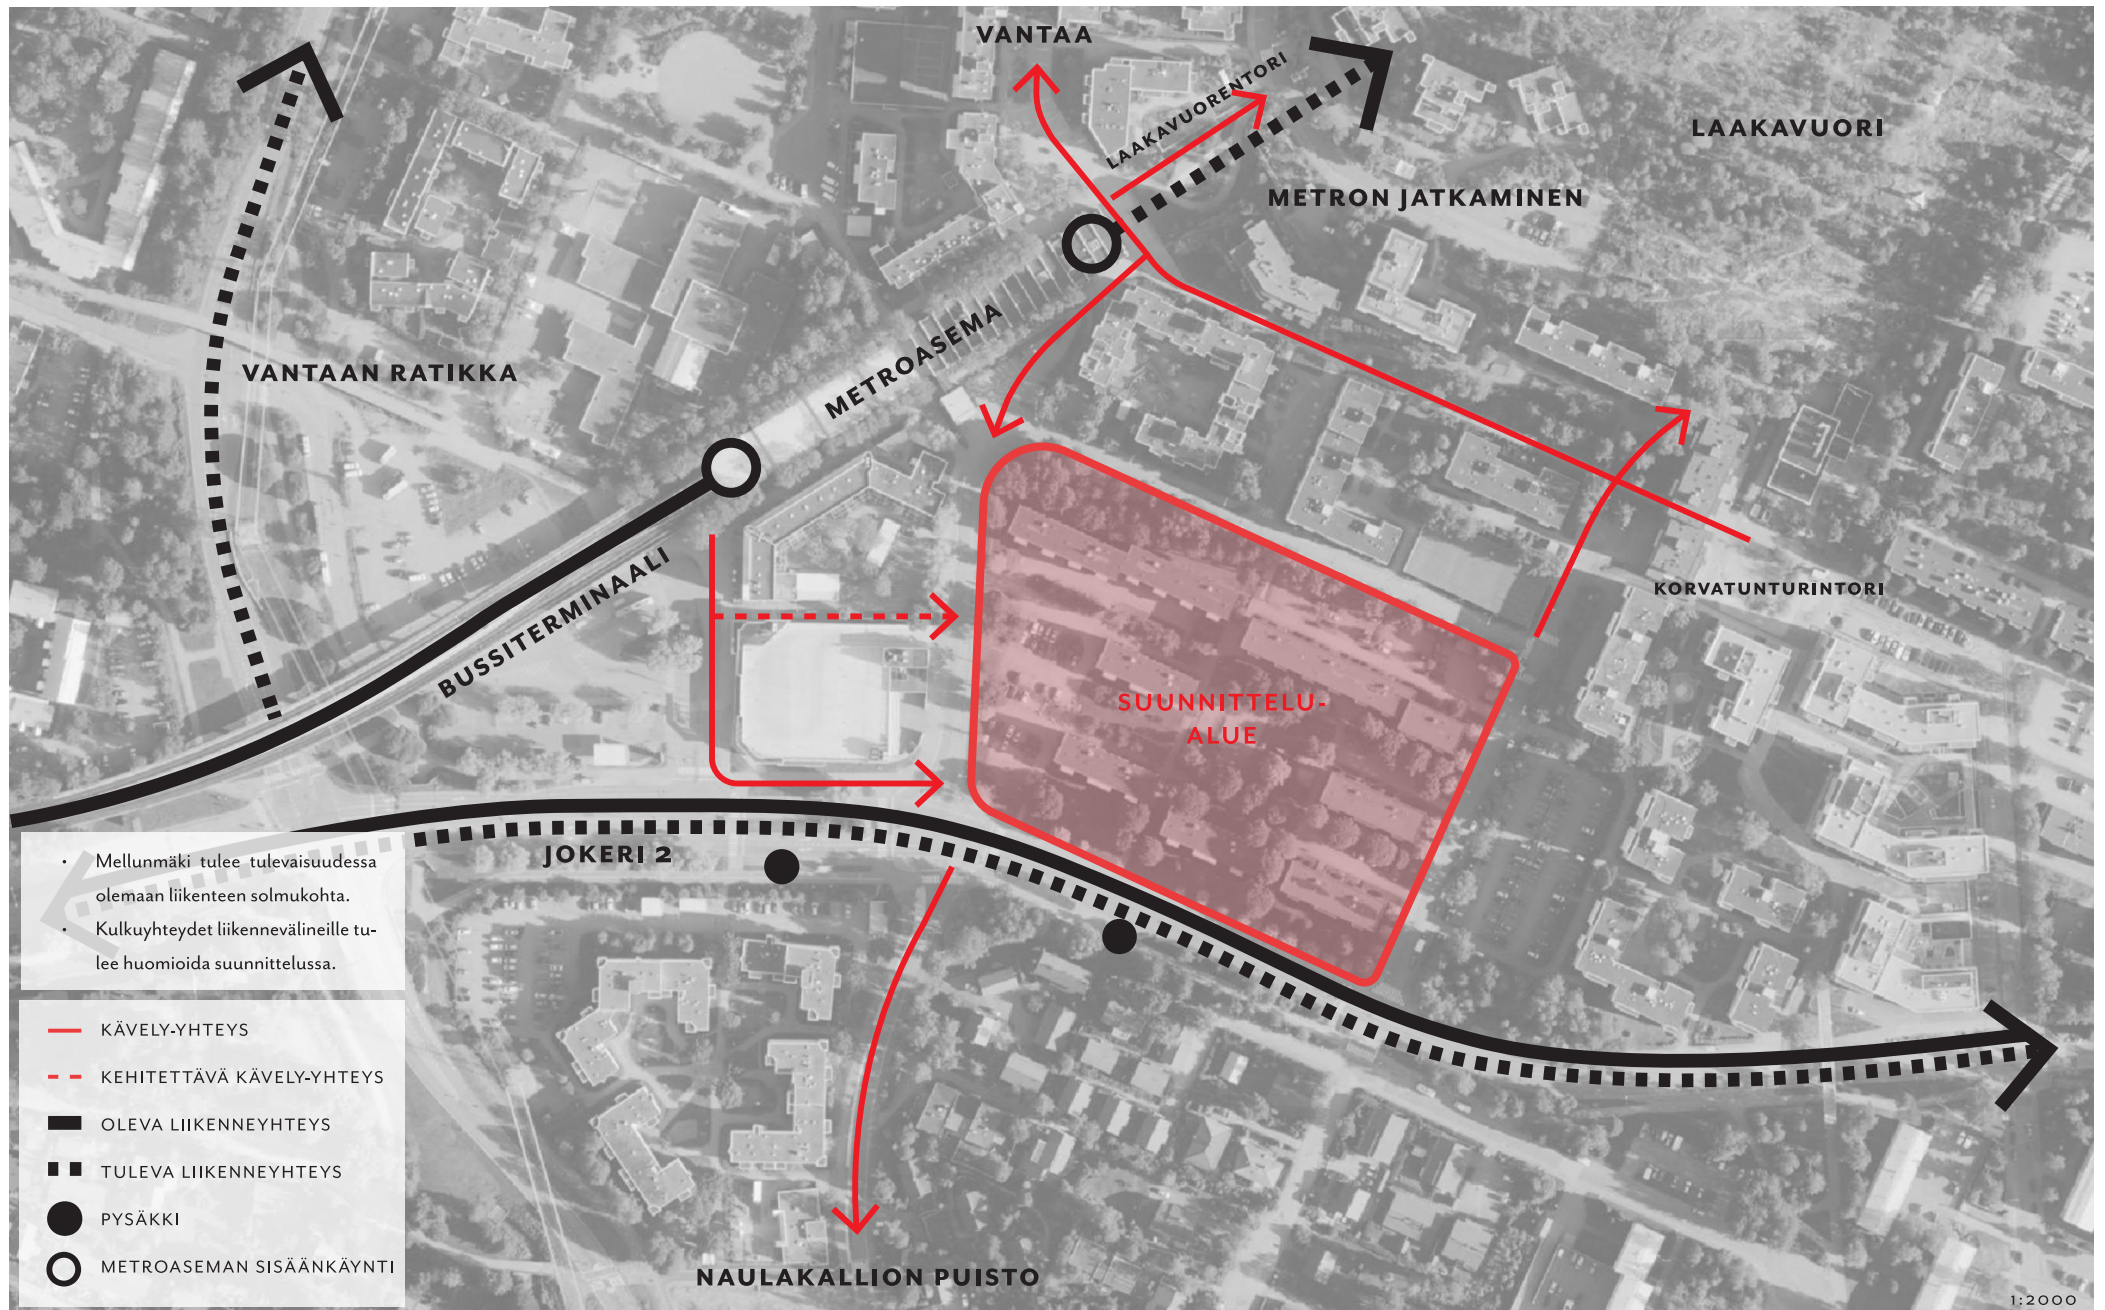 VANTAA
LAAKAVUORENTORI
LAAKAVUORI
METRON JATKAMINEN
METROASEMA
VANTAAN RATIKKA
BUSSITERMINAALI
KORVATUNTURINTORI
SUUNNITTELU-
ALUE
JOKERI 2
• Mellunmäki tulee tulevaisuudessa
olemaan liikenteen solmukohta.
• Kulkuyhteydet liikennevälineille tu-
lee huomioida suunnittelussa.
KÄVELY-YHTEYS
KEHITETTÄVÄ KÄVELY-YHTEYS
OLEVA LIIKENNEYHTEYS
TULEVA LIIKENNEYHTEYS
PYSÄKKI
METROASEMAN SISÄÄNKÄYNTI
NAULAKALLION PUISTO
1:2000